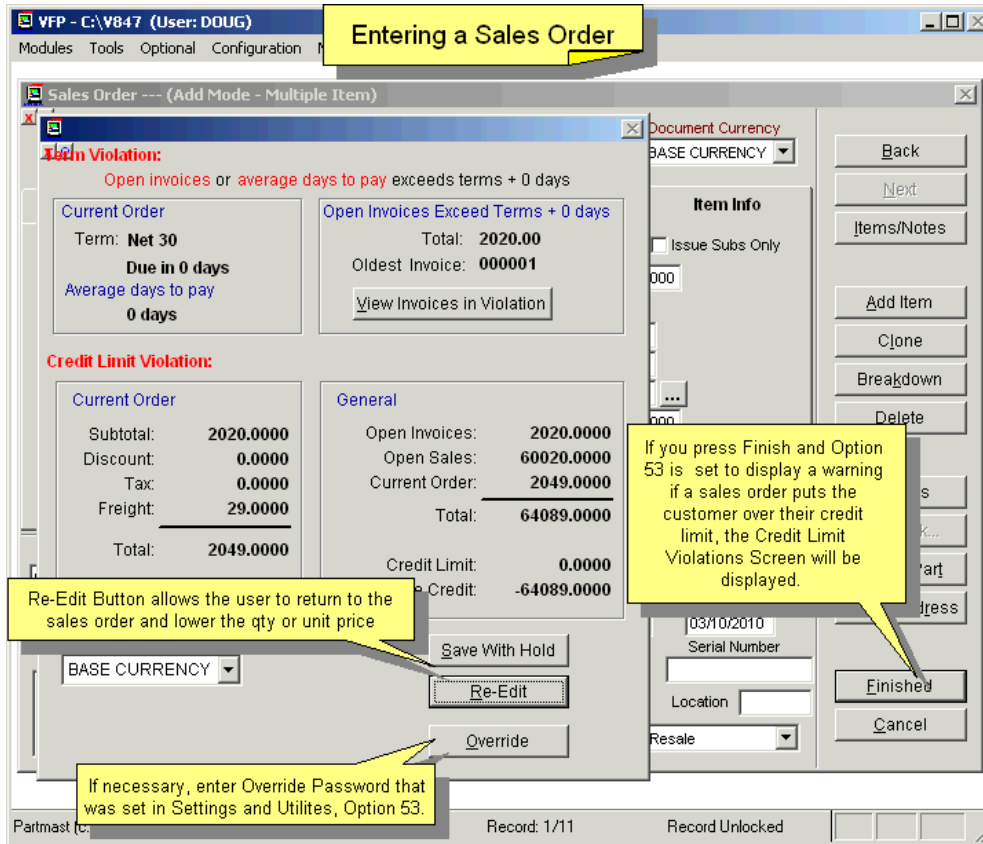 VFP - C:\V847 (User: DOUG)
Entering a Sales Order
Modules Tools Optional Configuration
Sales Order --- (Add Mode - Multiple Item)
Term Violation:
Open invoices or average days to pay exceeds terms + 0 days
Current Order
Term: Net 30
Due in 0 days
Average days to pay
0 days
Open Invoices Exceed Terms + 0 days
Total: 2020.00
Oldest Invoice: 000001
View Invoices in Violation
Credit Limit Violation:
Current Order
Subtotal: 2020.0000
Discount: 0.0000
Tax: 0.0000
Freight: 29.0000
Total: 2049.0000
General
Open Invoices: 2020.0000
Open Sales: 60020.0000
Current Order: 2049.0000
Total: 64089.0000
Credit Limit: 0.0000
Credit: -64089.0000
Re-Edit Button allows the user to return to the
sales order and lower the qty or unit price
BASE CURRENCY
Save With Hold
Re-Edit
Override
If necessary, enter Override Password that
was set in Settings and Utilites, Option 53.
Document Currency
BASE CURRENCY
Item Info
Issue Subs Only
000
...
000
03/10/2010
Serial Number
Location
Resale
Back
Next
Items/Notes
Add Item
Clone
Breakdown
Delete
If you press Finish and Option
53 is set to display a warning
if a sales order puts the
customer over their credit
limit, the Credit Limit
Violations Screen will be
displayed.
Finished
Cancel
Partmast
Record: 1/11
Record Unlocked